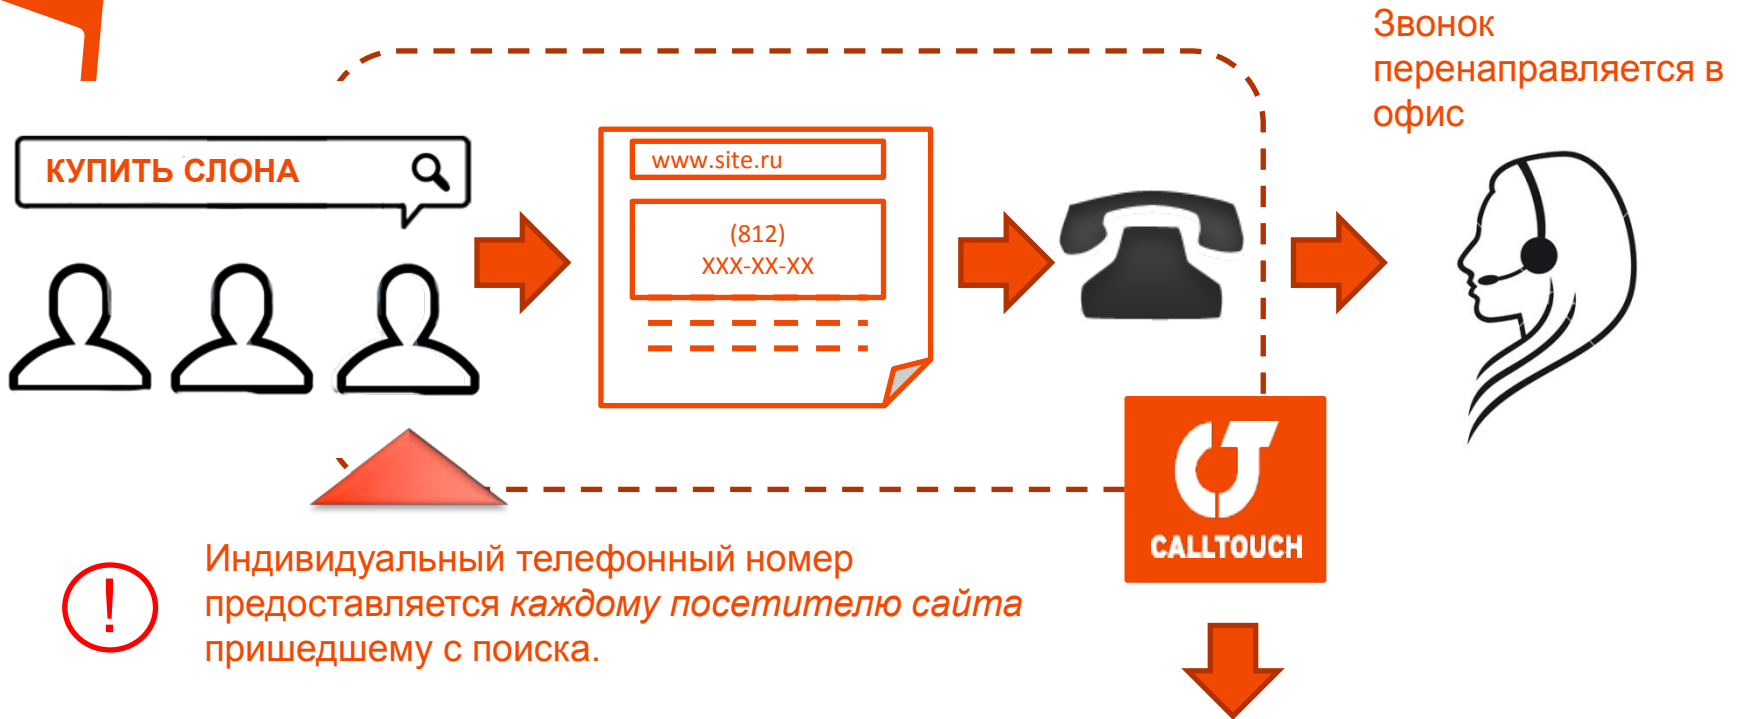 Звонок
перенаправляется в
офис
КУПИТЬ СЛОНА
www.site.ru
(812)
XXX-XX-XX
CALLTOUCH
!
Индивидуальный телефонный номер
предоставляется каждому посетителю сайта
пришедшему с поиска.